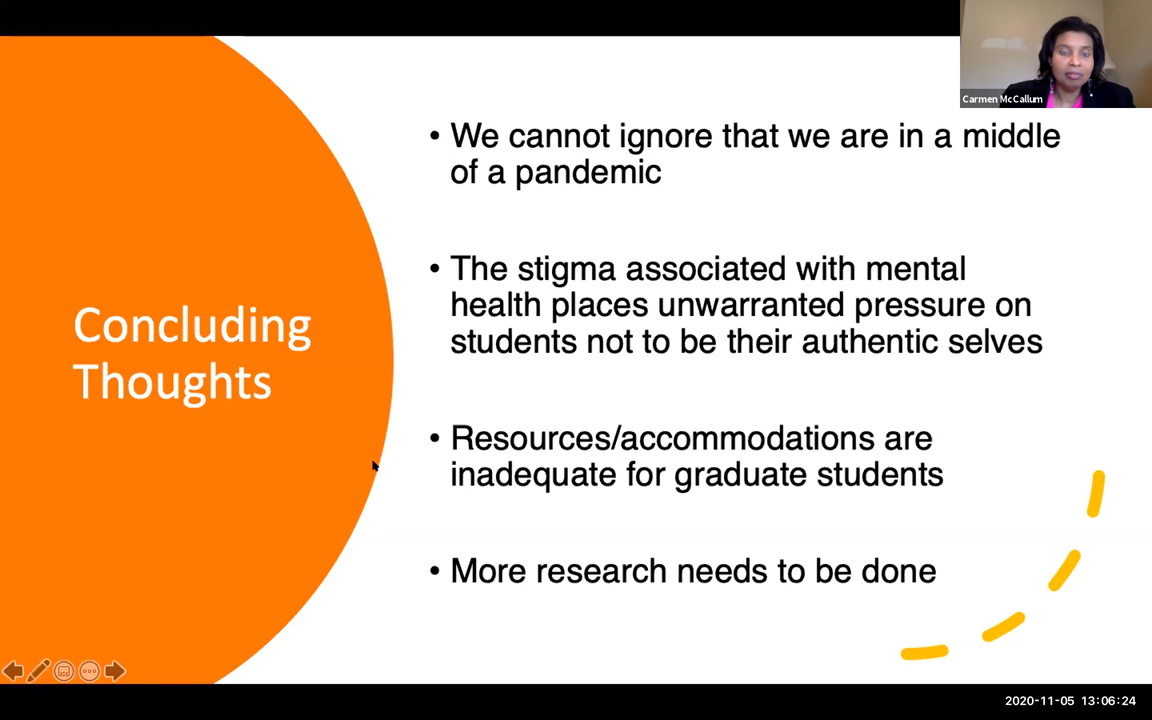 Carmen McCallum
Concluding
Thoughts
• We cannot ignore that we are in a middle
of a pandemic
• The stigma associated with mental
health places unwarranted pressure on
students not to be their authentic selves
• Resources/accommodations are
inadequate for graduate students
• More research needs to be done
2020-11-05 13:06:24